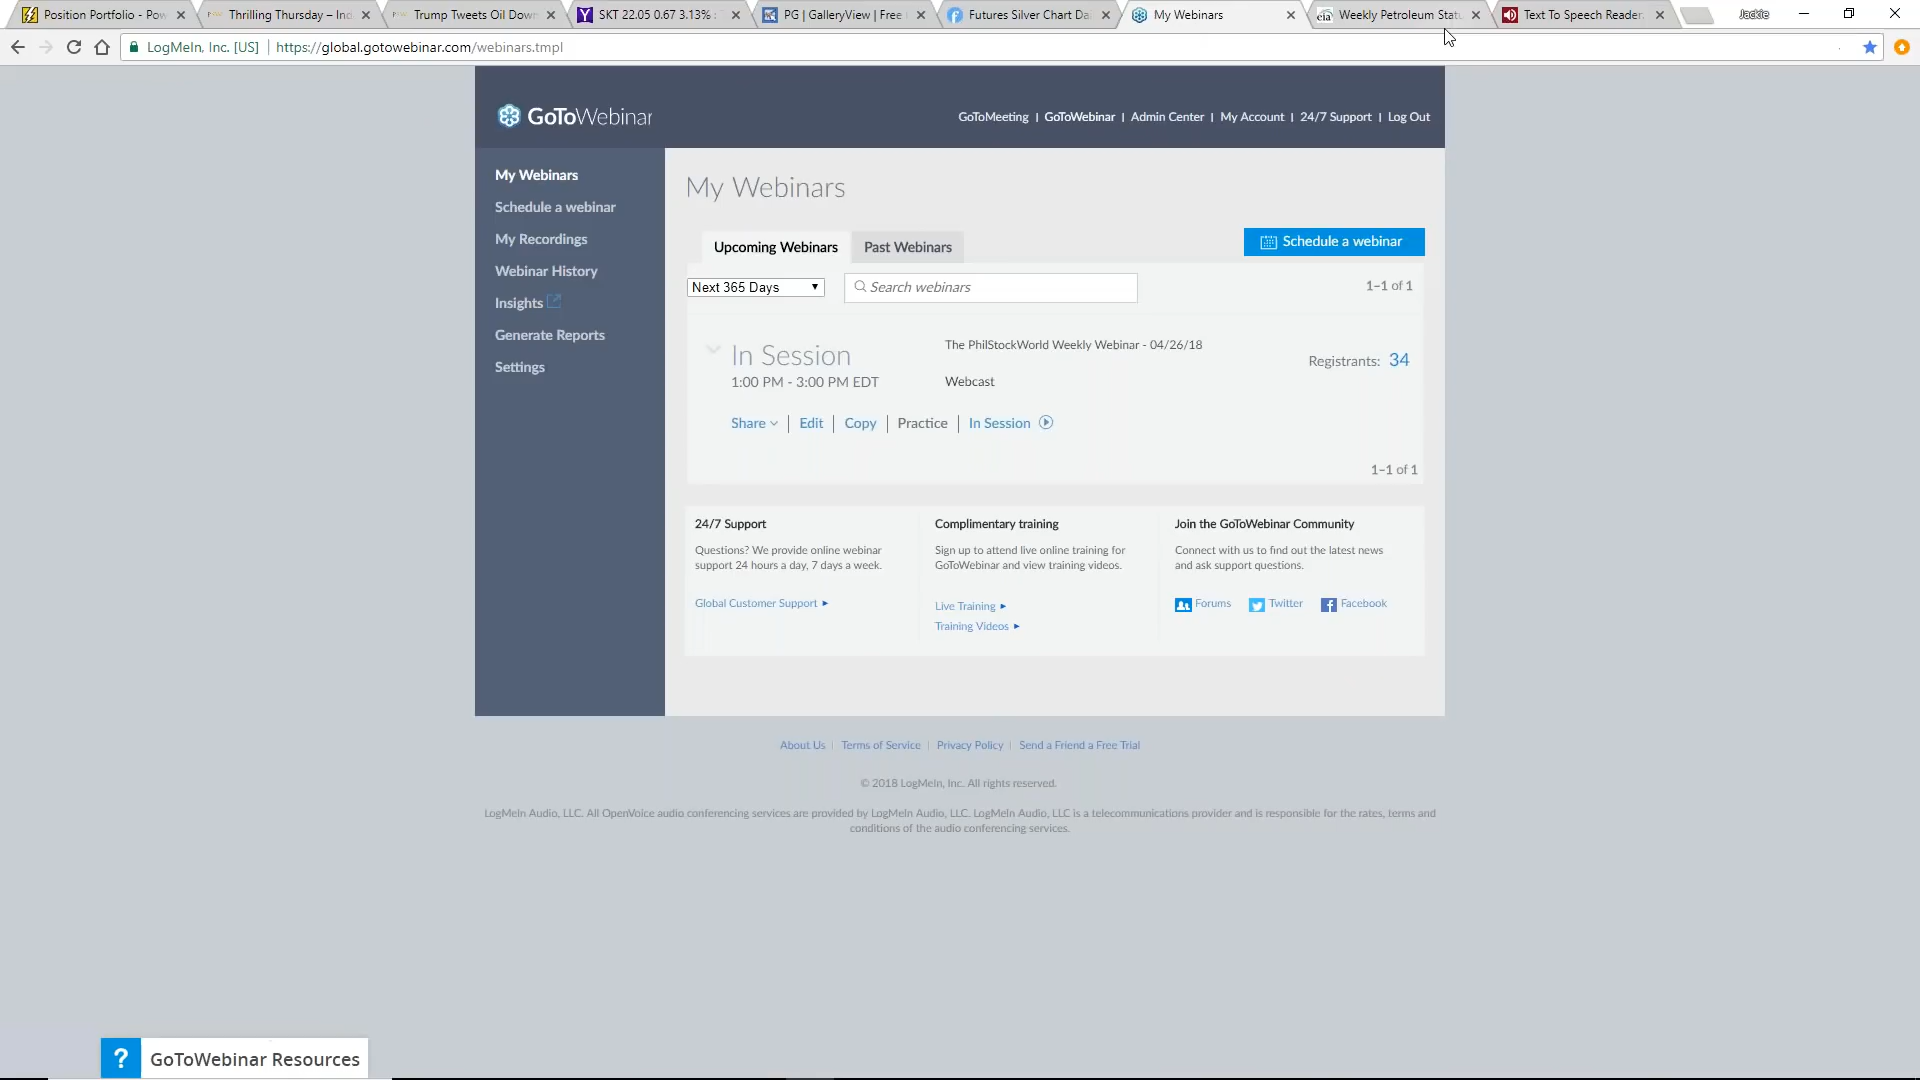 Position Portfolio - Pow
Thrilling Thursday – Ind
Trump Tweets Oil Down
SKT 22.05 0.67 3.13% :
PG | GalleryView | Free
Futures Silver Chart Da
My Webinars
Weekly Petroleum Statu
Text To Speech Reader
Jackie
LogMeIn, Inc. [US]
https://global.gotowebinar.com/webinars.tmpl
GoToWebinar
GoToMeeting | GoToWebinar | Admin Center | My Account | 24/7 Support | Log Out
My Webinars
Schedule a webinar
My Recordings
Webinar History
Insights
Generate Reports
Settings
My Webinars
Upcoming Webinars
Past Webinars
Schedule a webinar
Next 365 Days
Search webinars
1–1 of 1
In Session
1:00 PM - 3:00 PM EDT
The PhilStockWorld Weekly Webinar - 04/26/18
Webcast
Registrants: 34
Share | Edit | Copy | Practice | In Session
1–1 of 1
24/7 Support
Questions? We provide online webinar
support 24 hours a day, 7 days a week.
Global Customer Support
Complimentary training
Sign up to attend live online training for
GoToWebinar and view training videos.
Live Training
Training Videos
Join the GoToWebinar Community
Connect with us to find out the latest news
and ask support questions.
Forums
Twitter
Facebook
About Us | Terms of Service | Privacy Policy | Send a Friend a Free Trial
© 2018 LogMeIn, Inc. All rights reserved.
LogMeIn Audio, LLC. All OpenVoice audio conferencing services are provided by LogMeIn Audio, LLC. LogMeIn Audio, LLC is a telecommunications provider and is responsible for the rates, terms and
conditions of the audio conferencing services.
? GoToWebinar Resources